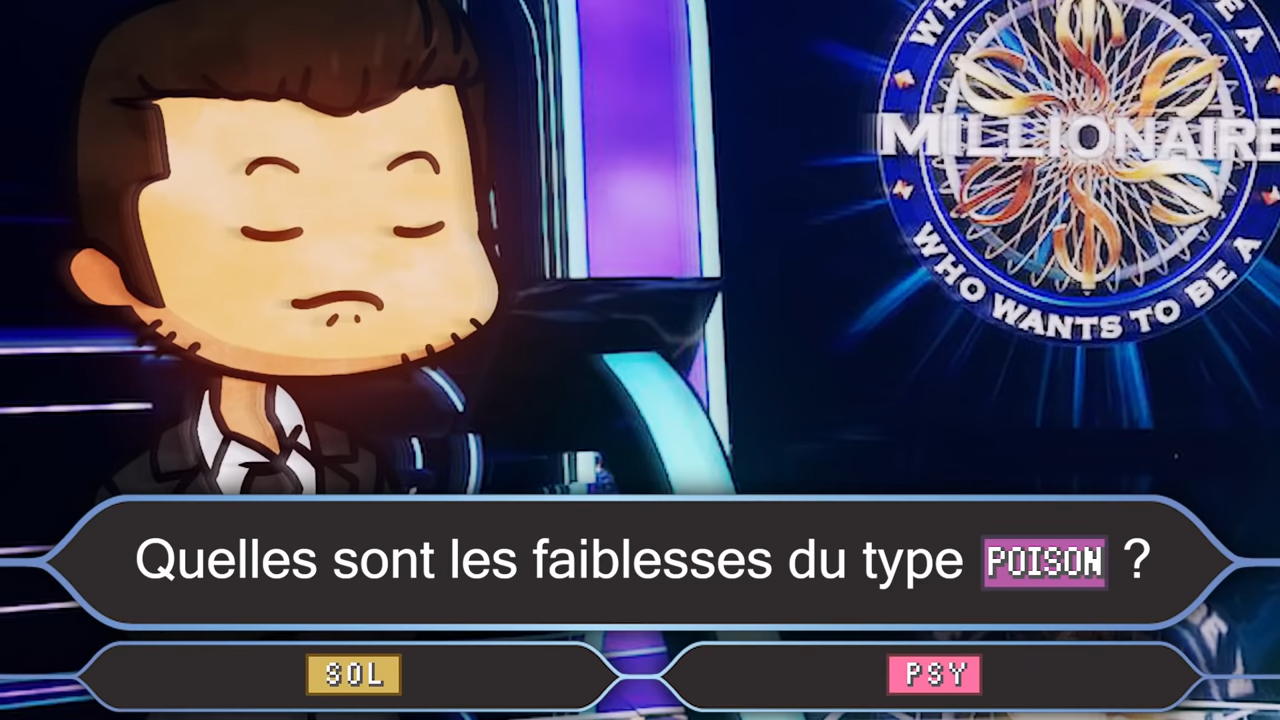 WHO WANTS TO BE A
MILLIONAIRE
WHO WANTS TO BE A
Quelles sont les faiblesses du type POISON ?
SOL
PSY